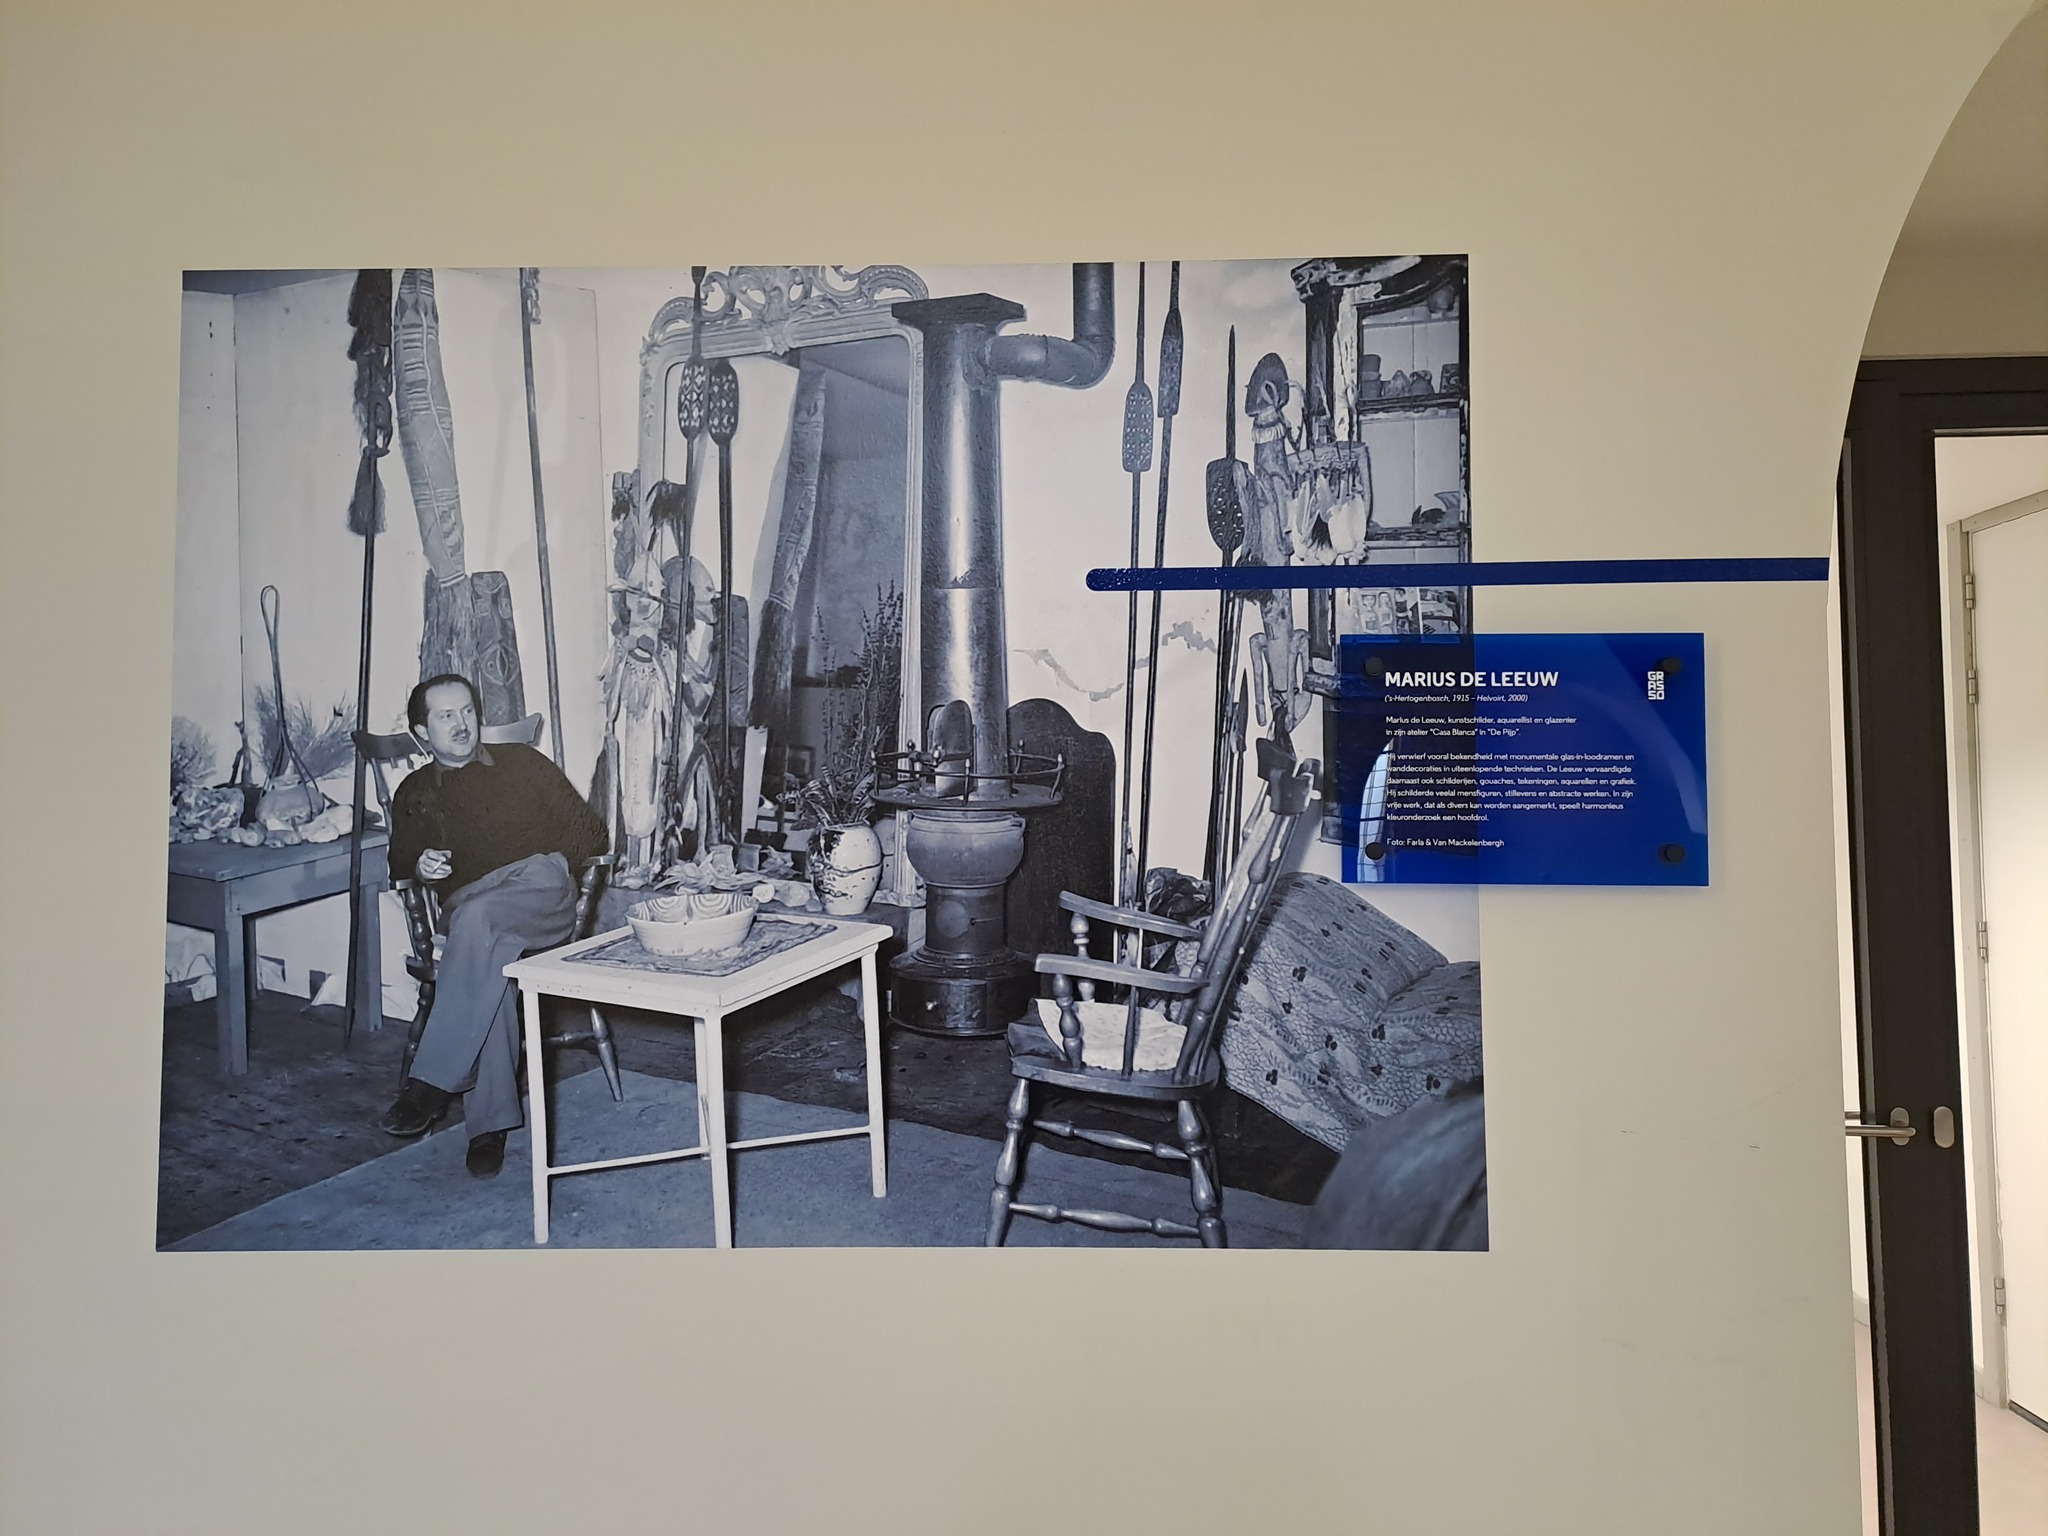 MARIUS DE LEEUW
('s-Hertogenbosch, 1915 – Helvoirt, 2000)
GR
AS
SO
Marius de Leeuw, kunstschilder, aquarellist en glazenier
in zijn atelier "Casa Blanca" in "De Pijp".
Hij verwierf vooral bekendheid met monumentale glas-in-loodramen en
wanddecoraties in uiteenlopende technieken. De Leeuw vervaardigde
daarnaast ook schilderijen, gouaches, tekeningen, aquarellen en grafiek.
Hij schilderde veelal mensfiguren, stillevens en abstracte werken. In zijn
vrije werk, dat als divers kan worden aangemerkt, speelt harmonieus
kleuronderzoek een hoofdrol.
Foto: Farla & Van Mackelenbergh